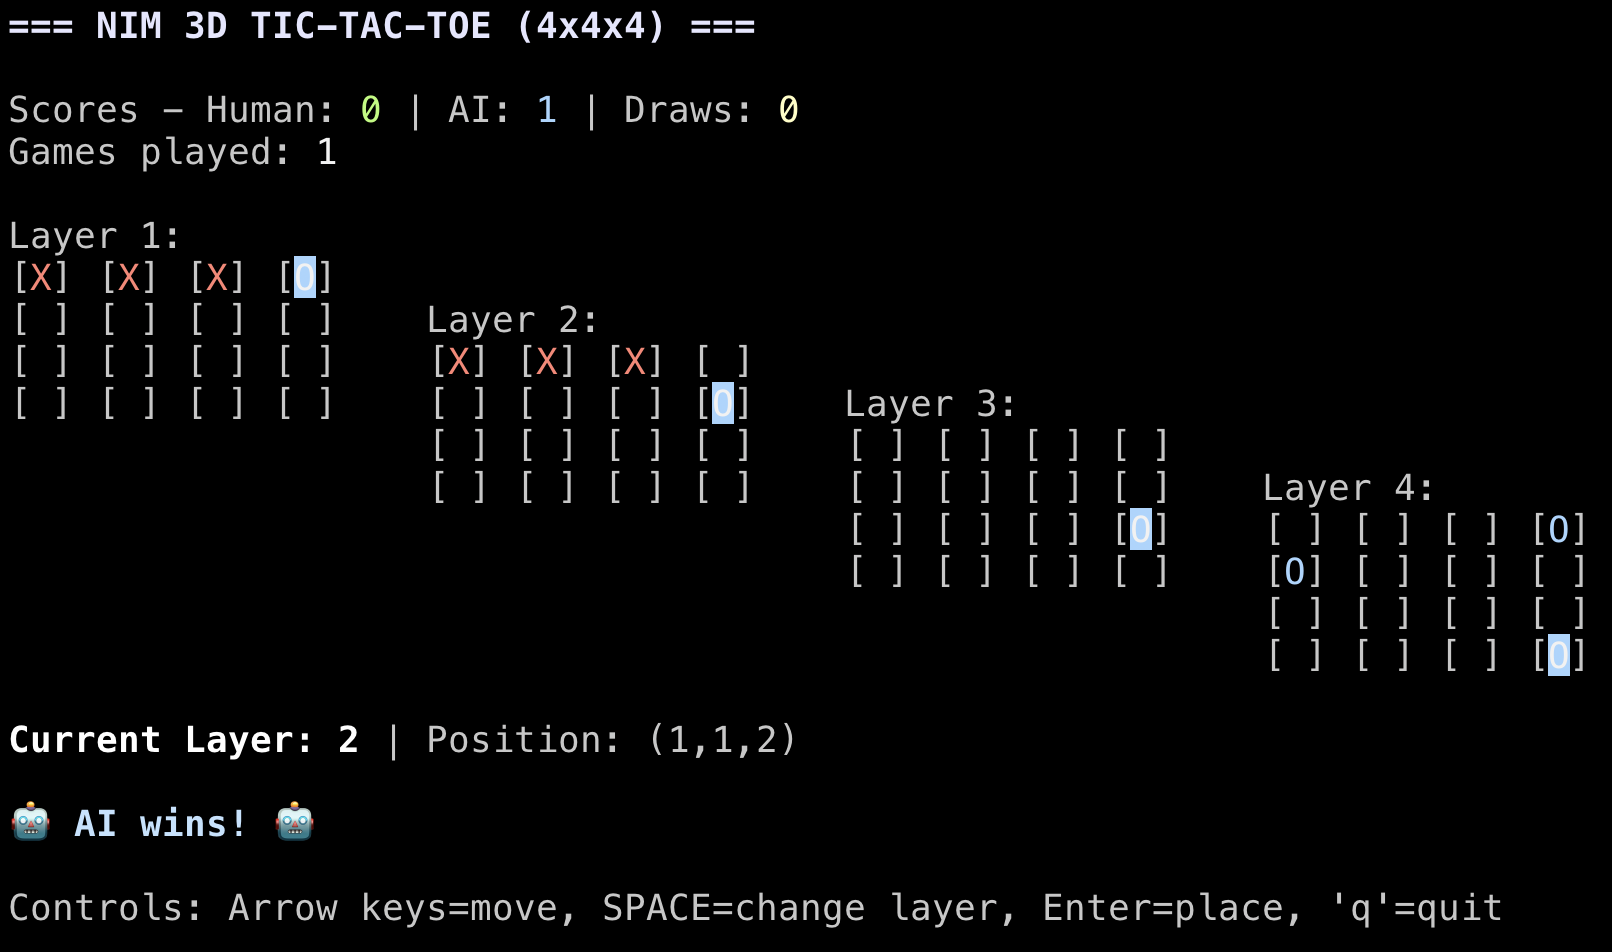 === NIM 3D TIC-TAC-TOE (4x4x4) ===
Scores - Human: 0 | AI: 1 | Draws: 0
Games played: 1
Layer 1:
[X] [X] [X] [O]
[ ] [ ] [ ] [ ]
[ ] [ ] [ ] [ ]
[ ] [ ] [ ] [ ]
Layer 2:
[X] [X] [X] [ ]
[ ] [ ] [ ] [O]
[ ] [ ] [ ] [ ]
[ ] [ ] [ ] [ ]
Layer 3:
[ ] [ ] [ ] [ ]
[ ] [ ] [ ] [ ]
[ ] [ ] [ ] [O]
[ ] [ ] [ ] [ ]
Layer 4:
[ ] [ ] [ ] [O]
[O] [ ] [ ] [ ]
[ ] [ ] [ ] [ ]
[ ] [ ] [ ] [O]
Current Layer: 2 | Position: (1,1,2)
🤖 AI wins! 🤖
Controls: Arrow keys=move, SPACE=change layer, Enter=place, 'q'=quit